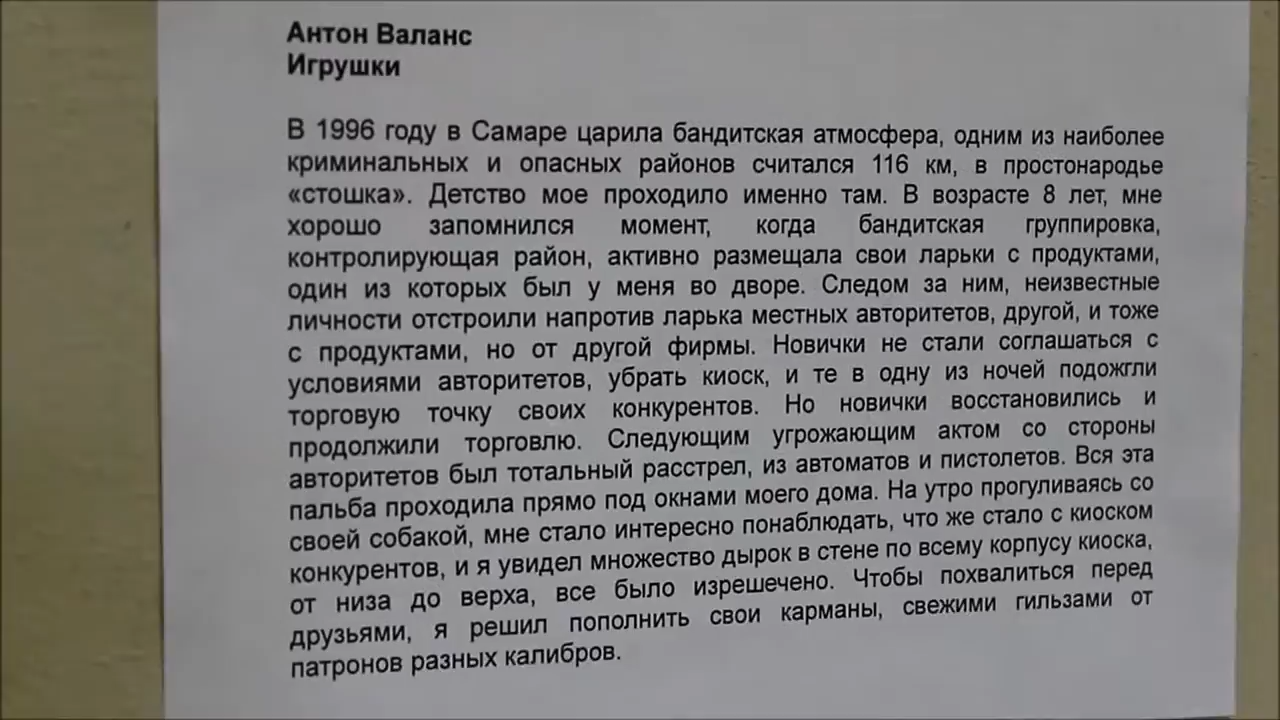 Антон Валанс
Игрушки
В 1996 году в Самаре царила бандитская атмосфера, одним из наиболее
криминальных и опасных районов считался 116 км, в простонародье
«стошка». Детство мое проходило именно там. В возрасте 8 лет, мне
хорошо запомнился момент, когда бандитская группировка,
контролирующая район, активно размещала свои ларьки с продуктами,
один из которых был у меня во дворе. Следом за ним, неизвестные
личности отстроили напротив ларька местных авторитетов, другой, и тоже
с продуктами, но от другой фирмы. Новички не стали соглашаться с
условиями авторитетов, убрать киоск, и те в одну из ночей подожгли
торговую точку своих конкурентов. Но новички восстановились и
продолжили торговлю. Следующим угрожающим актом со стороны
авторитетов был тотальный расстрел, из автоматов и пистолетов. Вся эта
пальба проходила прямо под окнами моего дома. На утро прогуливаясь со
своей собакой, мне стало интересно понаблюдать, что же стало с киоском
конкурентов, и я увидел множество дырок в стене по всему корпусу киоска,
от низа до верха, все было изрешечено. Чтобы похвалиться перед
друзьями, я решил пополнить свои карманы, свежими гильзами от
патронов разных калибров.